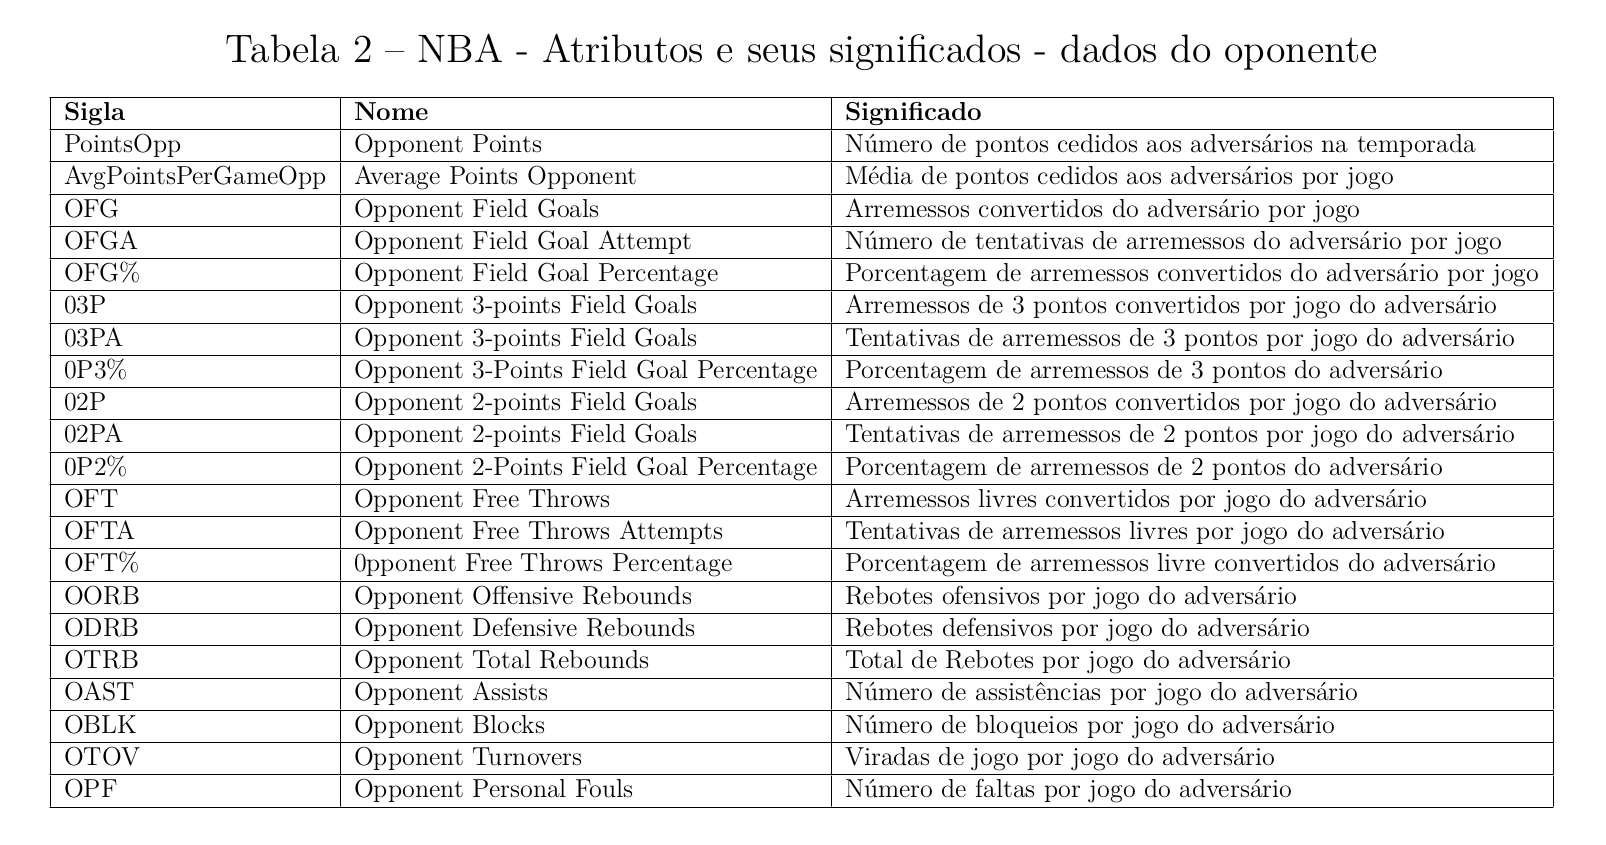 Tabela 2 – NBA - Atributos e seus significados - dados do oponente
Sigla Nome Significado
PointsOpp Opponent Points Número de pontos cedidos aos adversários na temporada
AvgPointsPerGameOpp Average Points Opponent Média de pontos cedidos aos adversários por jogo
OFG Opponent Field Goals Arremessos convertidos do adversário por jogo
OFGA Opponent Field Goal Attempt Número de tentativas de arremessos do adversário por jogo
OFG% Opponent Field Goal Percentage Porcentagem de arremessos convertidos do adversário por jogo
03P Opponent 3-points Field Goals Arremessos de 3 pontos convertidos por jogo do adversário
03PA Opponent 3-points Field Goals Tentativas de arremessos de 3 pontos por jogo do adversário
0P3% Opponent 3-Points Field Goal Percentage Porcentagem de arremessos de 3 pontos do adversário
02P Opponent 2-points Field Goals Arremessos de 2 pontos convertidos por jogo do adversário
02PA Opponent 2-points Field Goals Tentativas de arremessos de 2 pontos por jogo do adversário
0P2% Opponent 2-Points Field Goal Percentage Porcentagem de arremessos de 2 pontos do adversário
OFT Opponent Free Throws Arremessos livres convertidos por jogo do adversário
OFTA Opponent Free Throws Attempts Tentativas de arremessos livres por jogo do adversário
OFT% 0pponent Free Throws Percentage Porcentagem de arremessos livre convertidos do adversário
OORB Opponent Offensive Rebounds Rebotes ofensivos por jogo do adversário
ODRB Opponent Defensive Rebounds Rebotes defensivos por jogo do adversário
OTRB Opponent Total Rebounds Total de Rebotes por jogo do adversário
OAST Opponent Assists Número de assistências por jogo do adversário
OBLK Opponent Blocks Número de bloqueios por jogo do adversário
OTOV Opponent Turnovers Viradas de jogo por jogo do adversário
OPF Opponent Personal Fouls Número de faltas por jogo do adversário